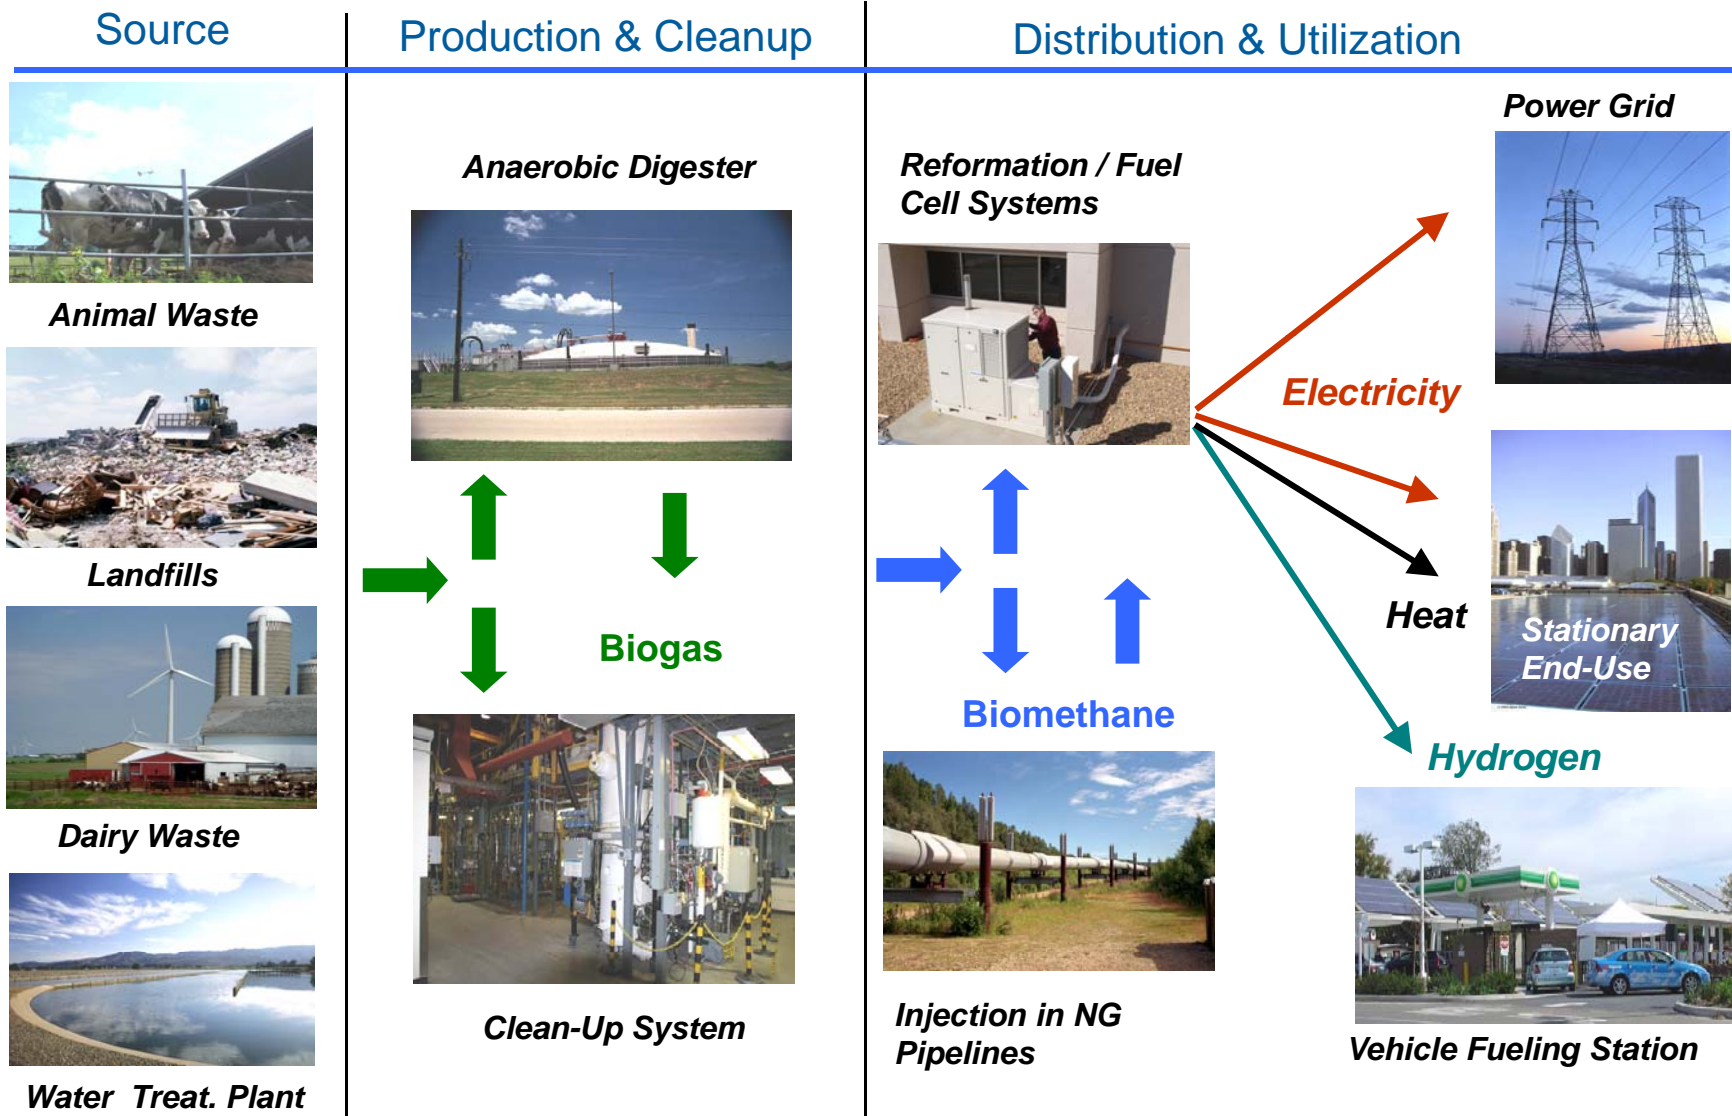 Source
Production & Cleanup
Distribution & Utilization
Animal Waste
Landfills
Dairy Waste
Water Treat. Plant
Anaerobic Digester
Biogas
Clean-Up System
Reformation / Fuel
Cell Systems
Biomethane
Injection in NG
Pipelines
Power Grid
Electricity
Heat
Stationary
End-Use
Hydrogen
Vehicle Fueling Station